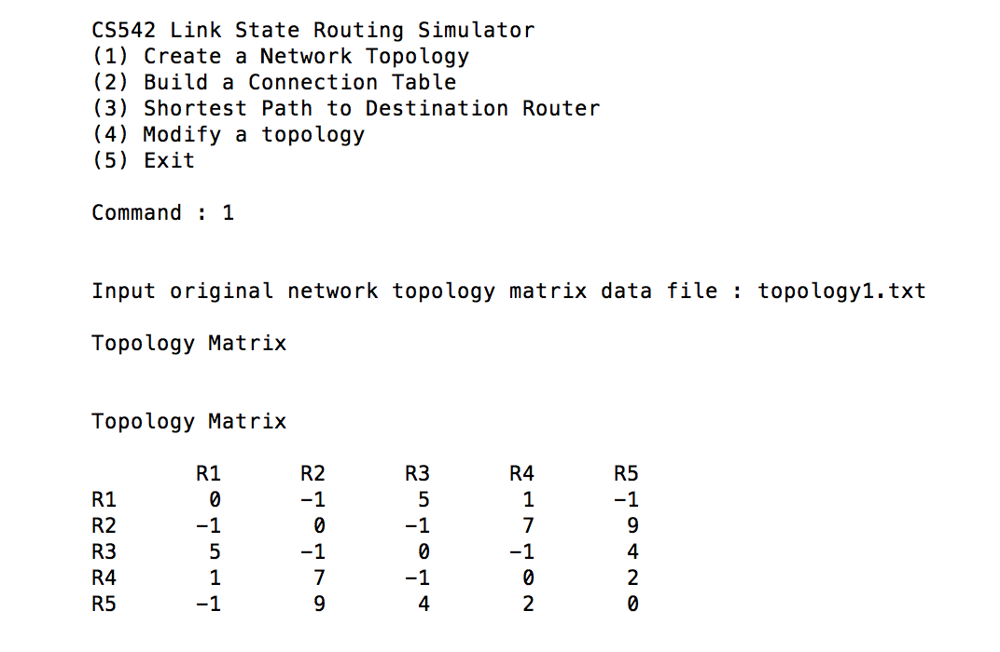 CS542 Link State Routing Simulator
(1) Create a Network Topology
(2) Build a Connection Table
(3) Shortest Path to Destination Router
(4) Modify a topology
(5) Exit
Command : 1
Input original network topology matrix data file : topology1.txt
Topology Matrix
Topology Matrix
R1 R2 R3 R4 R5
R1 0 −1 5 1 −1
R2 −1 0 −1 7 9
R3 5 −1 0 −1 4
R4 1 7 −1 0 2
R5 −1 9 4 2 0